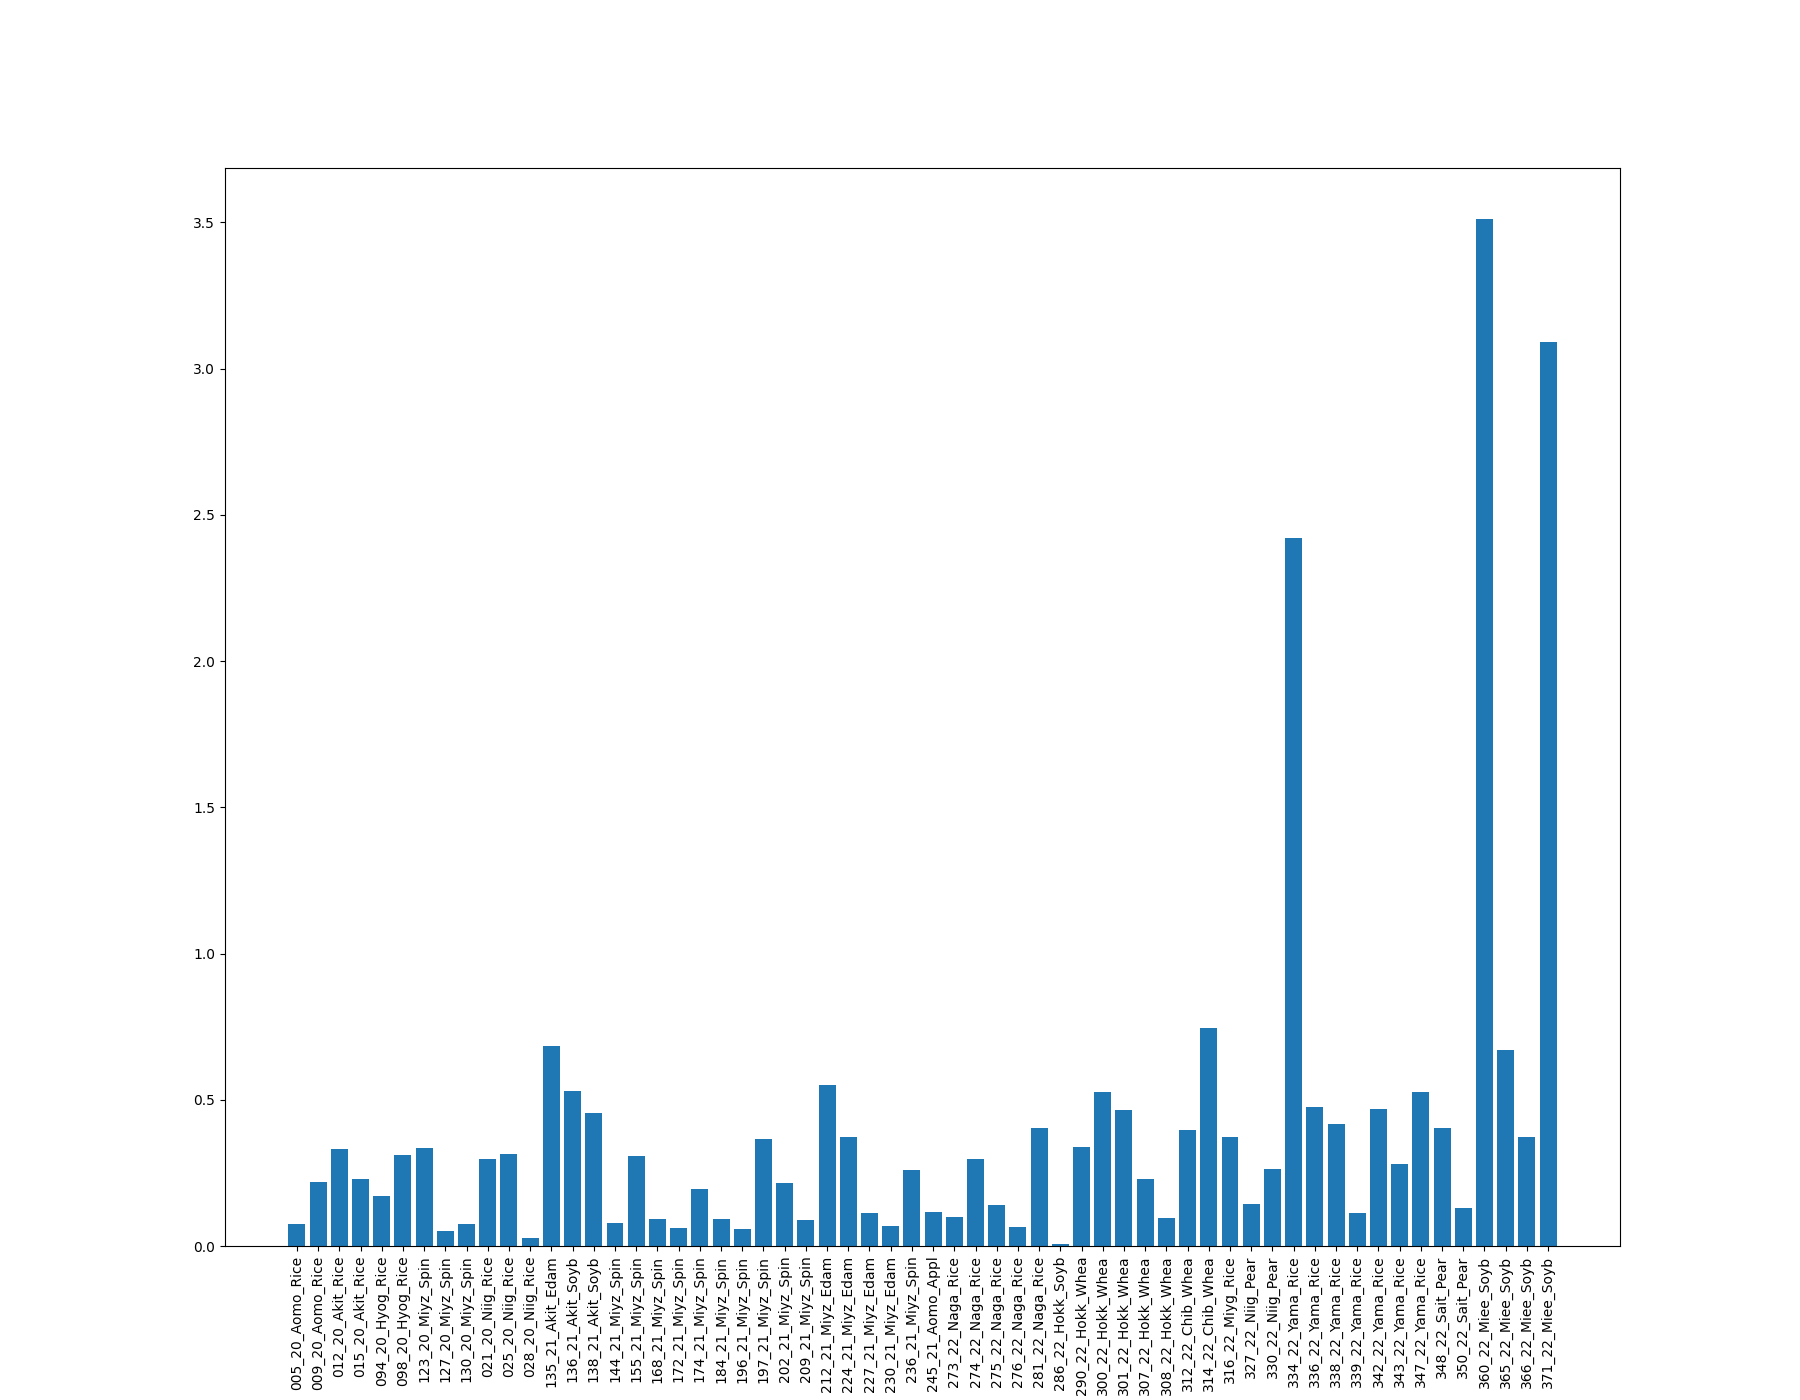 3.5
3.0
2.5
2.0
1.5
1.0
0.5
0.0
005_20_Aomo_Rice
009_20_Aomo_Rice
012_20_Akit_Rice
015_20_Akit_Rice
094_20_Hyog_Rice
098_20_Hyog_Rice
123_20_Miyz_Spin
127_20_Miyz_Spin
130_20_Miyz_Spin
021_20_Niig_Rice
025_20_Niig_Rice
028_20_Niig_Rice
135_21_Akit_Edam
136_21_Akit_Soyb
138_21_Akit_Soyb
144_21_Miyz_Spin
155_21_Miyz_Spin
168_21_Miyz_Spin
172_21_Miyz_Spin
174_21_Miyz_Spin
184_21_Miyz_Spin
196_21_Miyz_Spin
197_21_Miyz_Spin
202_21_Miyz_Spin
209_21_Miyz_Spin
212_21_Miyz_Edam
224_21_Miyz_Edam
227_21_Miyz_Edam
230_21_Miyz_Edam
236_21_Miyz_Spin
245_21_Aomo_Appl
273_22_Naga_Rice
274_22_Naga_Rice
275_22_Naga_Rice
276_22_Naga_Rice
281_22_Naga_Rice
286_22_Hokk_Soyb
290_22_Hokk_Whea
300_22_Hokk_Whea
301_22_Hokk_Whea
307_22_Hokk_Whea
308_22_Hokk_Whea
312_22_Chib_Whea
314_22_Chib_Whea
316_22_Miyg_Rice
327_22_Niig_Pear
330_22_Niig_Pear
334_22_Yama_Rice
336_22_Yama_Rice
338_22_Yama_Rice
339_22_Yama_Rice
342_22_Yama_Rice
343_22_Yama_Rice
347_22_Yama_Rice
348_22_Sait_Pear
350_22_Sait_Pear
360_22_Miee_Soyb
365_22_Miee_Soyb
366_22_Miee_Soyb
371_22_Miee_Soyb